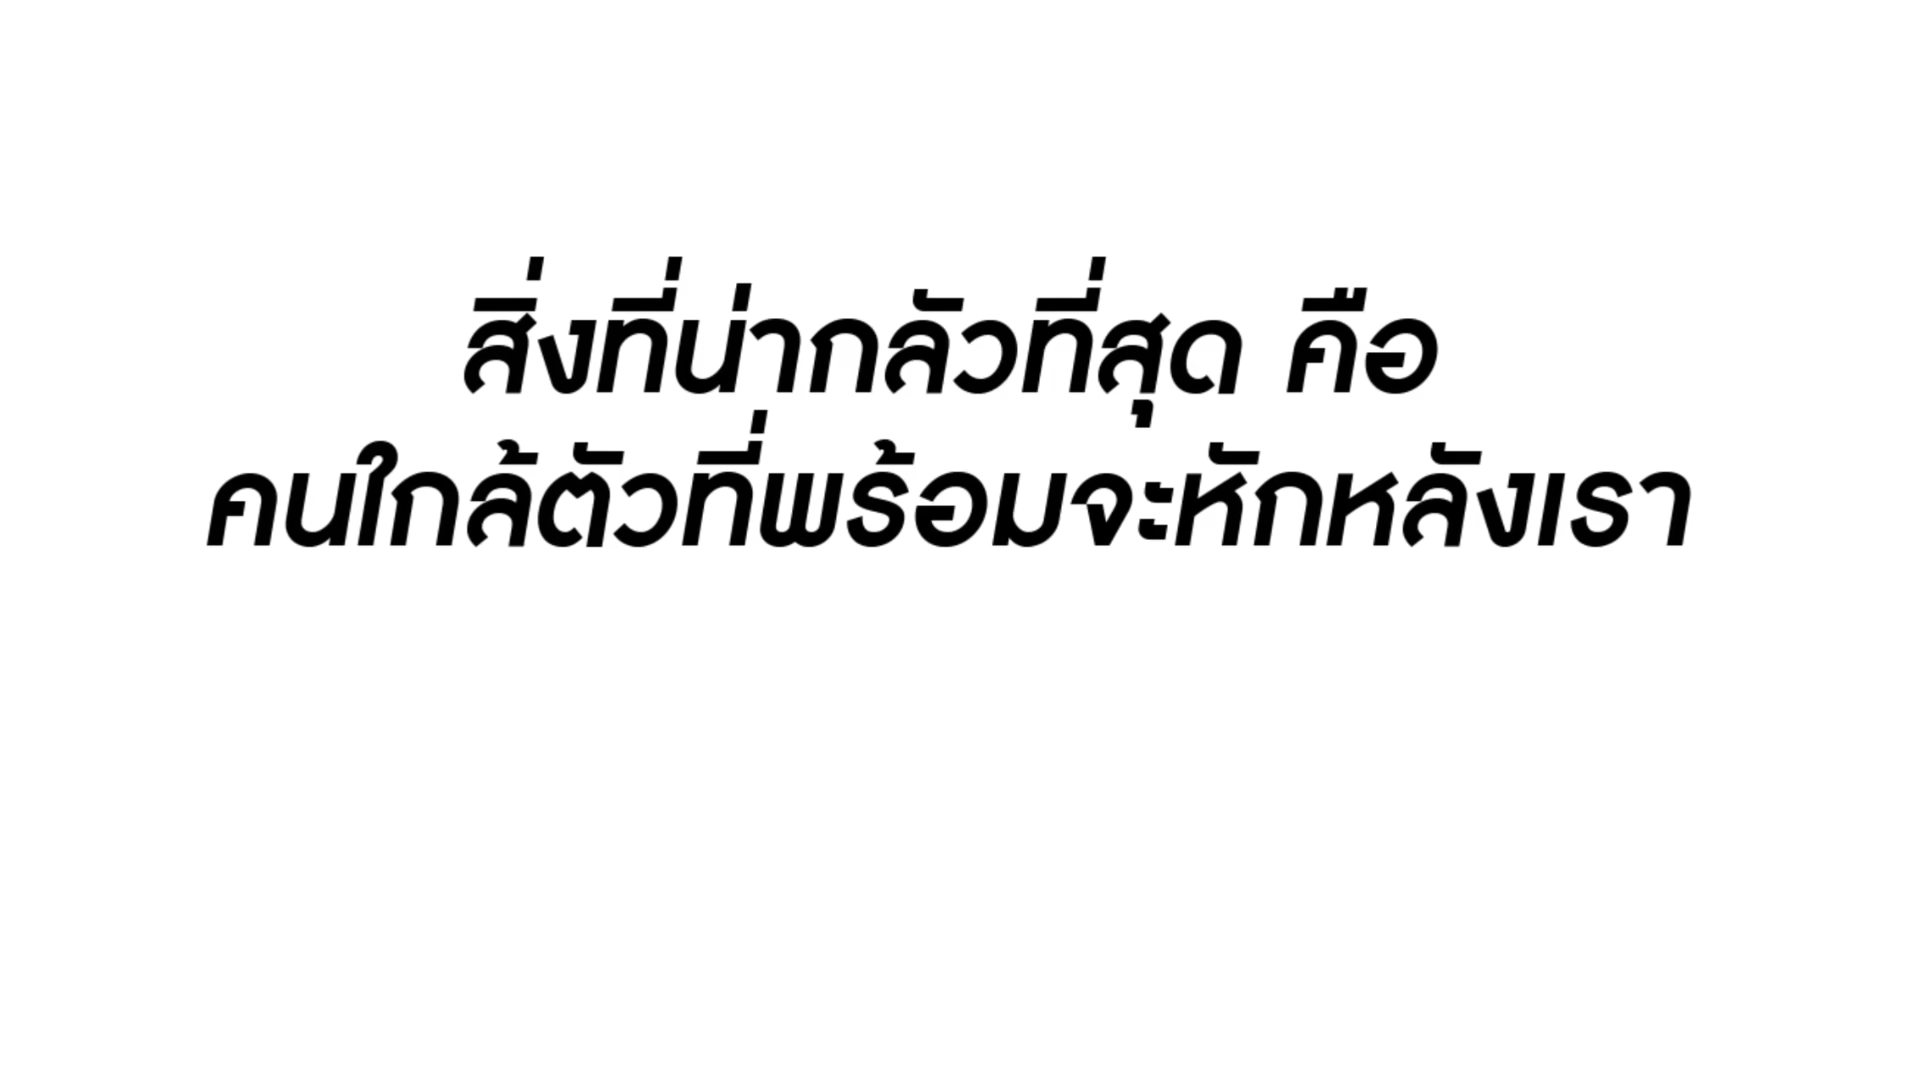 สิ่งที่น่ากลัวที่สุด คือ
คนใกล้ตัวที่พร้อมจะหักหลังเรา